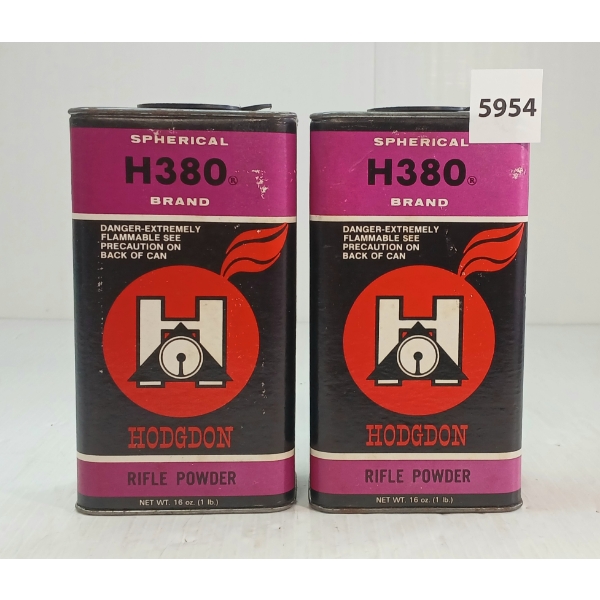 5954
SPHERICAL
H380®
BRAND
DANGER-EXTREMELY
FLAMMABLE SEE
PRECAUTION ON
BACK OF CAN
H
HODGDON
RIFLE POWDER
NET WT. 16 oz. (1 lb.)
SPHERICAL
H380®
BRAND
DANGER-EXTREMELY
FLAMMABLE SEE
PRECAUTION ON
BACK OF CAN
H
HODGDON
RIFLE POWDER
NET WT. 16 oz. (1 lb.)